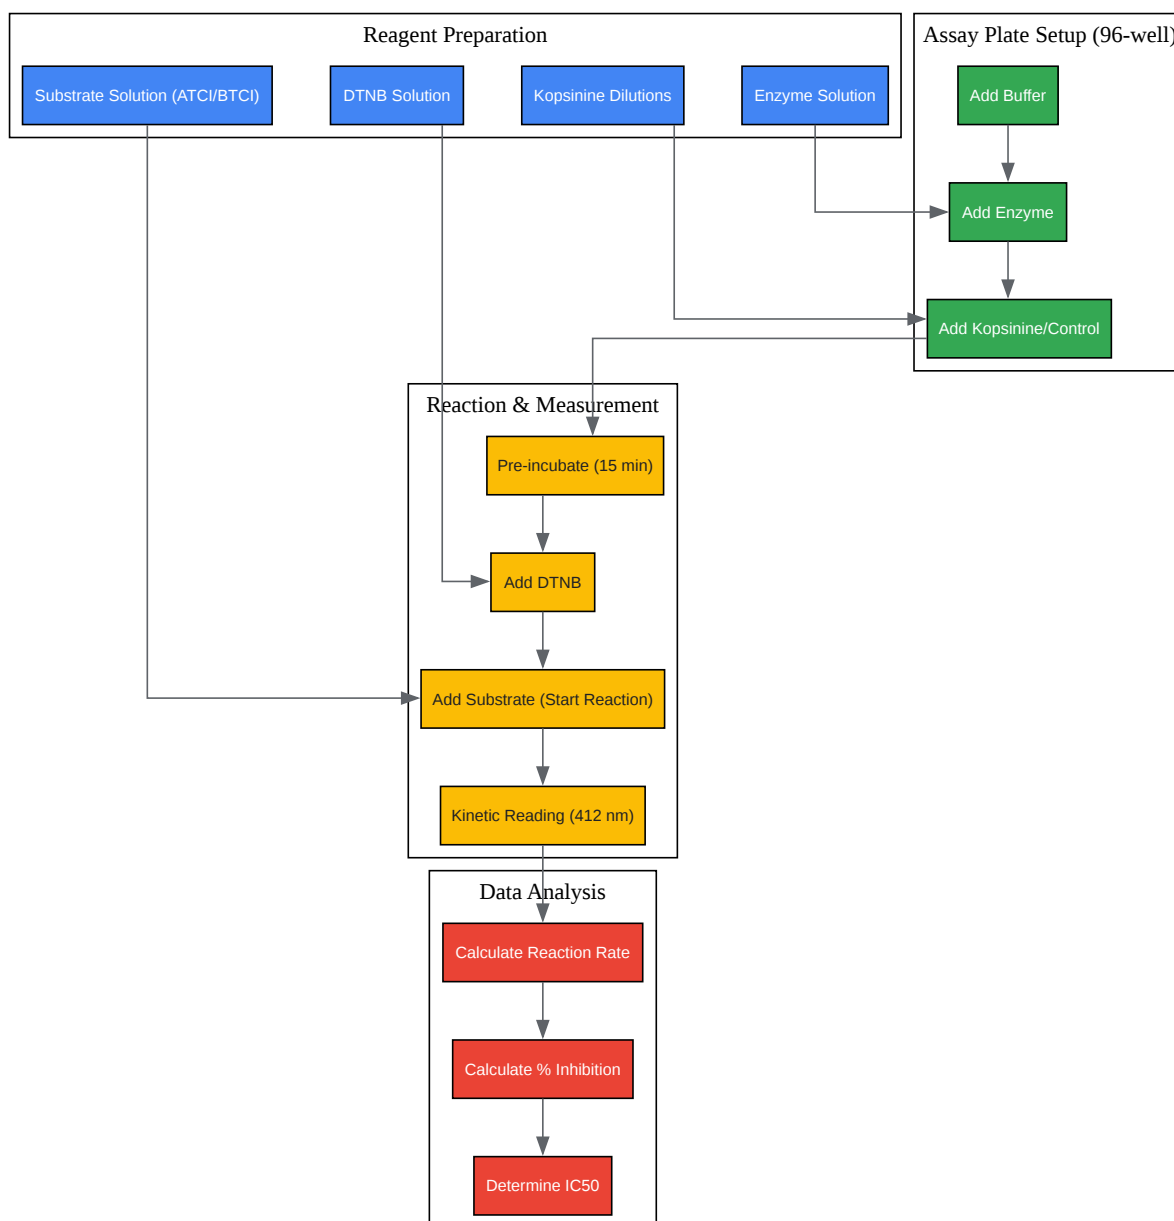 Reagent Preparation
Substrate Solution (ATCI/BTCI)
DTNB Solution
Kopsinine Dilutions
Enzyme Solution
Assay Plate Setup (96-well)
Add Buffer
Add Enzyme
Add Kopsinine/Control
Reaction & Measurement
Pre-incubate (15 min)
Add DTNB
Add Substrate (Start Reaction)
Kinetic Reading (412 nm)
Data Analysis
Calculate Reaction Rate
Calculate % Inhibition
Determine IC50